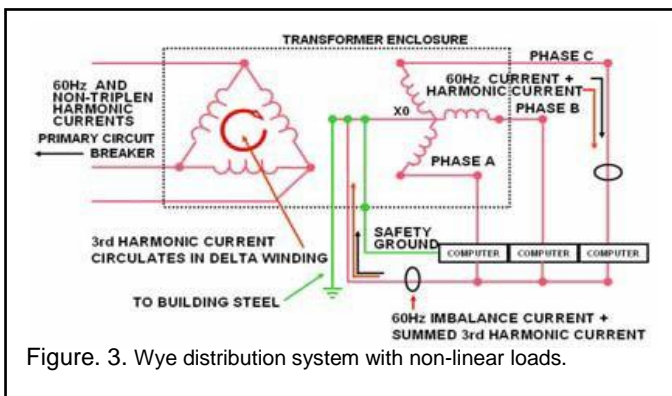 TRANSFORMER ENCLOSURE
PHASE C
60Hz AND
NON-TRIPLEN
HARMONIC
CURRENTS
PRIMARY CIRCUIT
BREAKER
60Hz CURRENT +
HARMONIC CURRENT
X0
PHASE B
PHASE A
3RD HARMONIC CURRENT
CIRCULATES IN DELTA WINDING
SAFETY
GROUND
COMPUTER COMPUTER COMPUTER
TO BUILDING STEEL
60Hz IMBALANCE CURRENT +
SUMMED 3rd HARMONIC CURRENT
Figure. 3. Wye distribution system with non-linear loads.